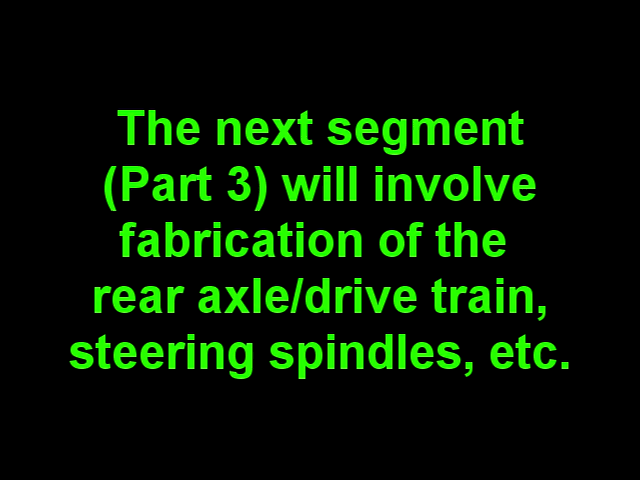 The next segment
(Part 3) will involve
fabrication of the
rear axle/drive train,
steering spindles, etc.